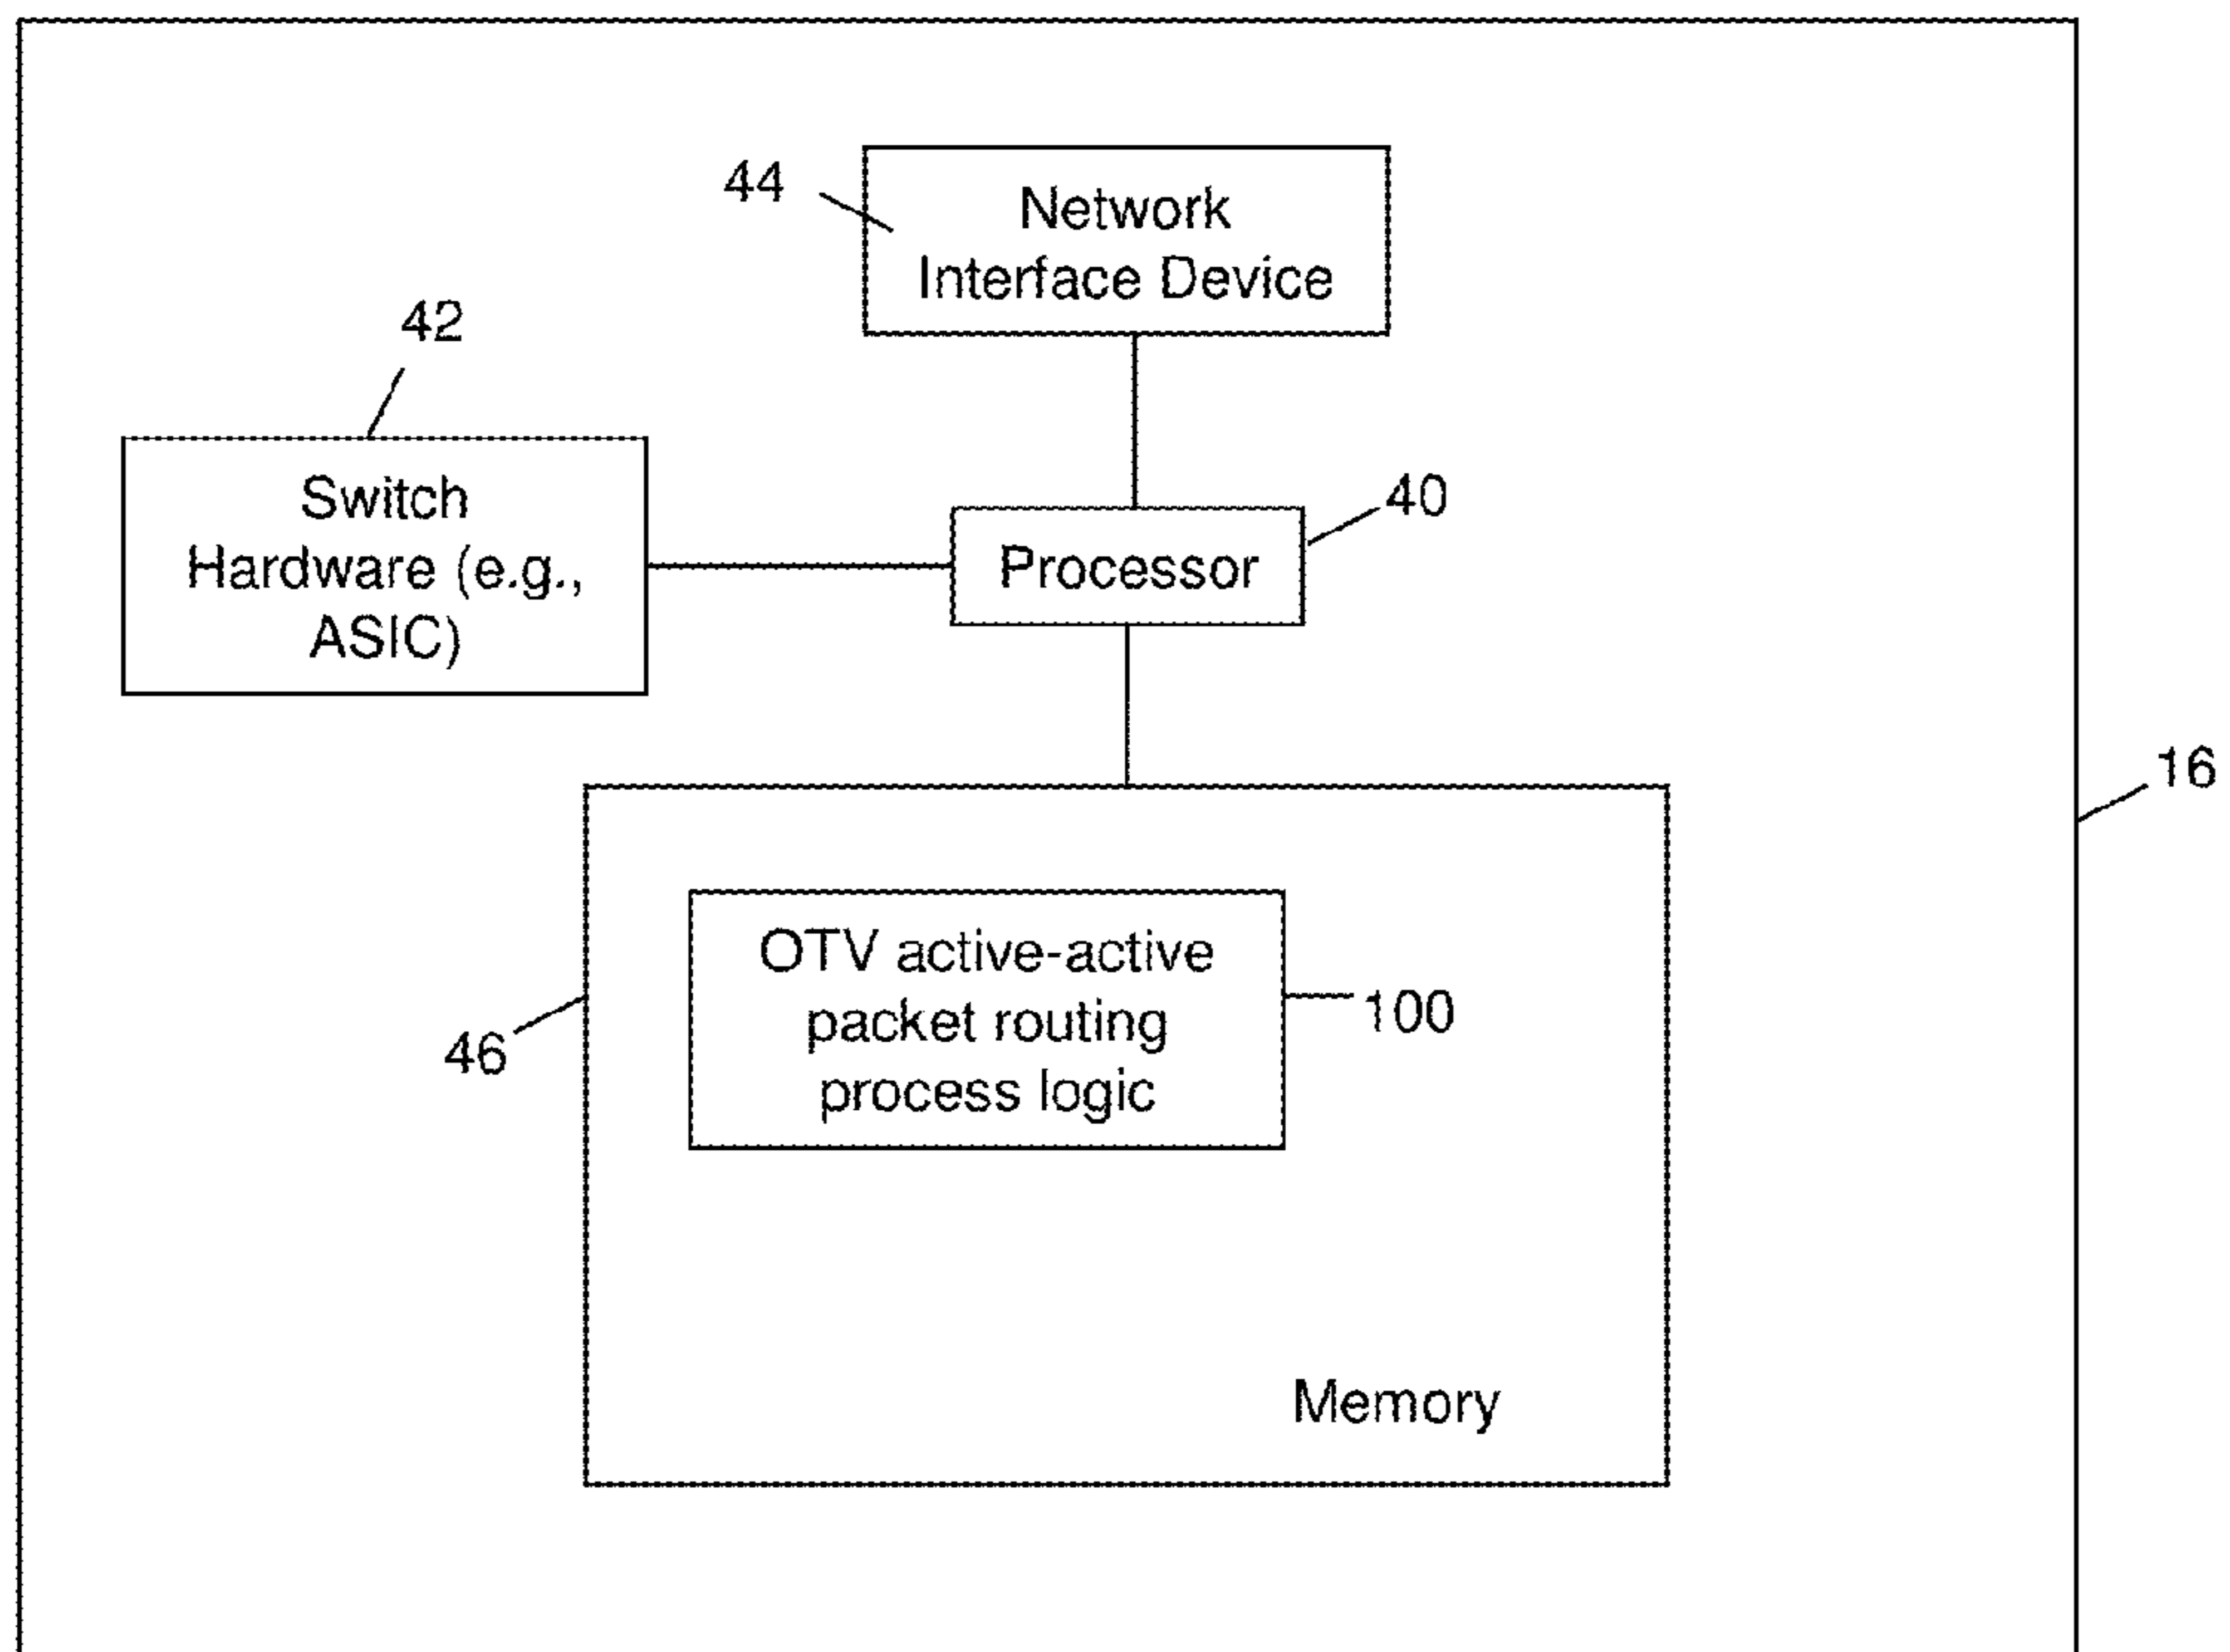 44
Network
Interface Device
42
Switch
Hardware (e.g.,
ASIC)
40
Processor
16
OTV active-active
packet routing
process logic
100
46
Memory